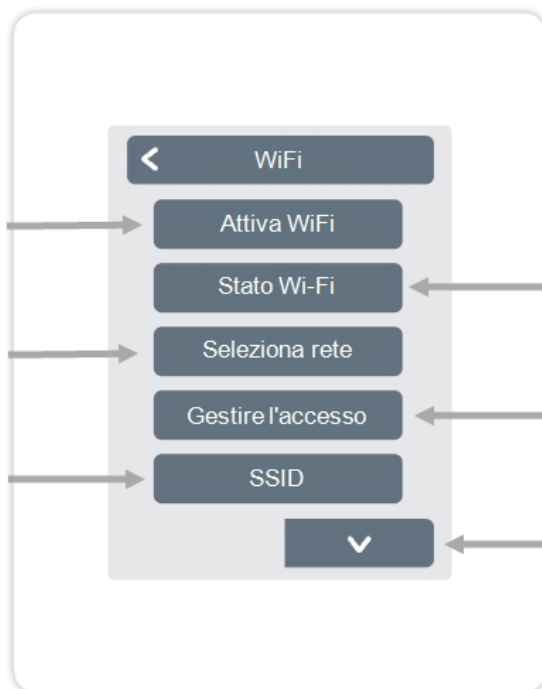 WiFi
Attiva WiFi
Stato Wi-Fi
Seleziona rete
Gestire l'accesso
SSID